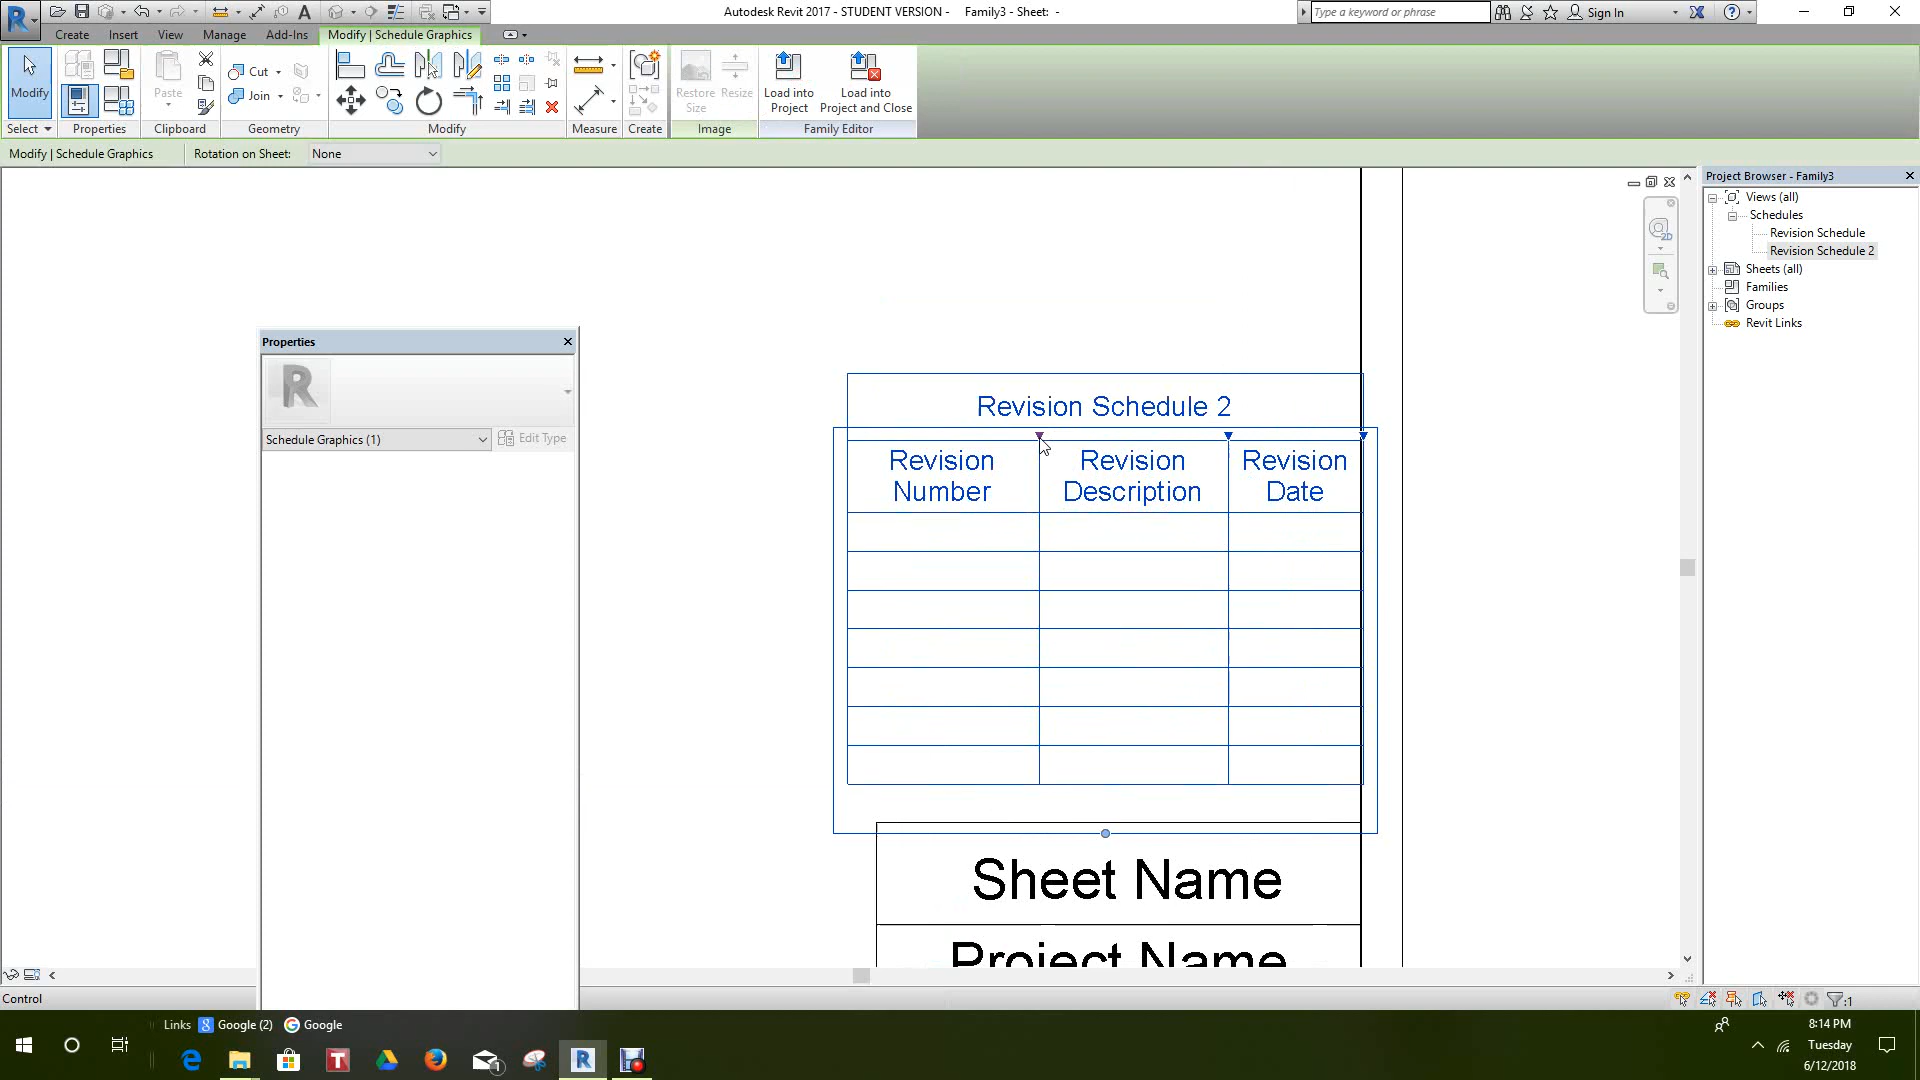 Autodesk Revit 2017 - STUDENT VERSION -    Family3 - Sheet:  -
Type a keyword or phrase
Sign In
Create Insert View Manage Add-Ins Modify | Schedule Graphics
Modify
Paste
Cut
Join
Restore Size
Resize
Load into Project
Load into Project and Close
Select Properties Clipboard Geometry Modify Measure Create Image Family Editor
Modify | Schedule Graphics
Rotation on Sheet: None
Project Browser - Family3
Views (all)
Schedules
Revision Schedule
Revision Schedule 2
Sheets (all)
Families
Groups
Revit Links
2D
Properties
R
Schedule Graphics (1)
Edit Type
Revision Schedule 2
Revision Number
Revision Description
Revision Date
Sheet Name
Project Name
Control
:1
Links Google (2) Google
8:14 PM
Tuesday
6/12/2018